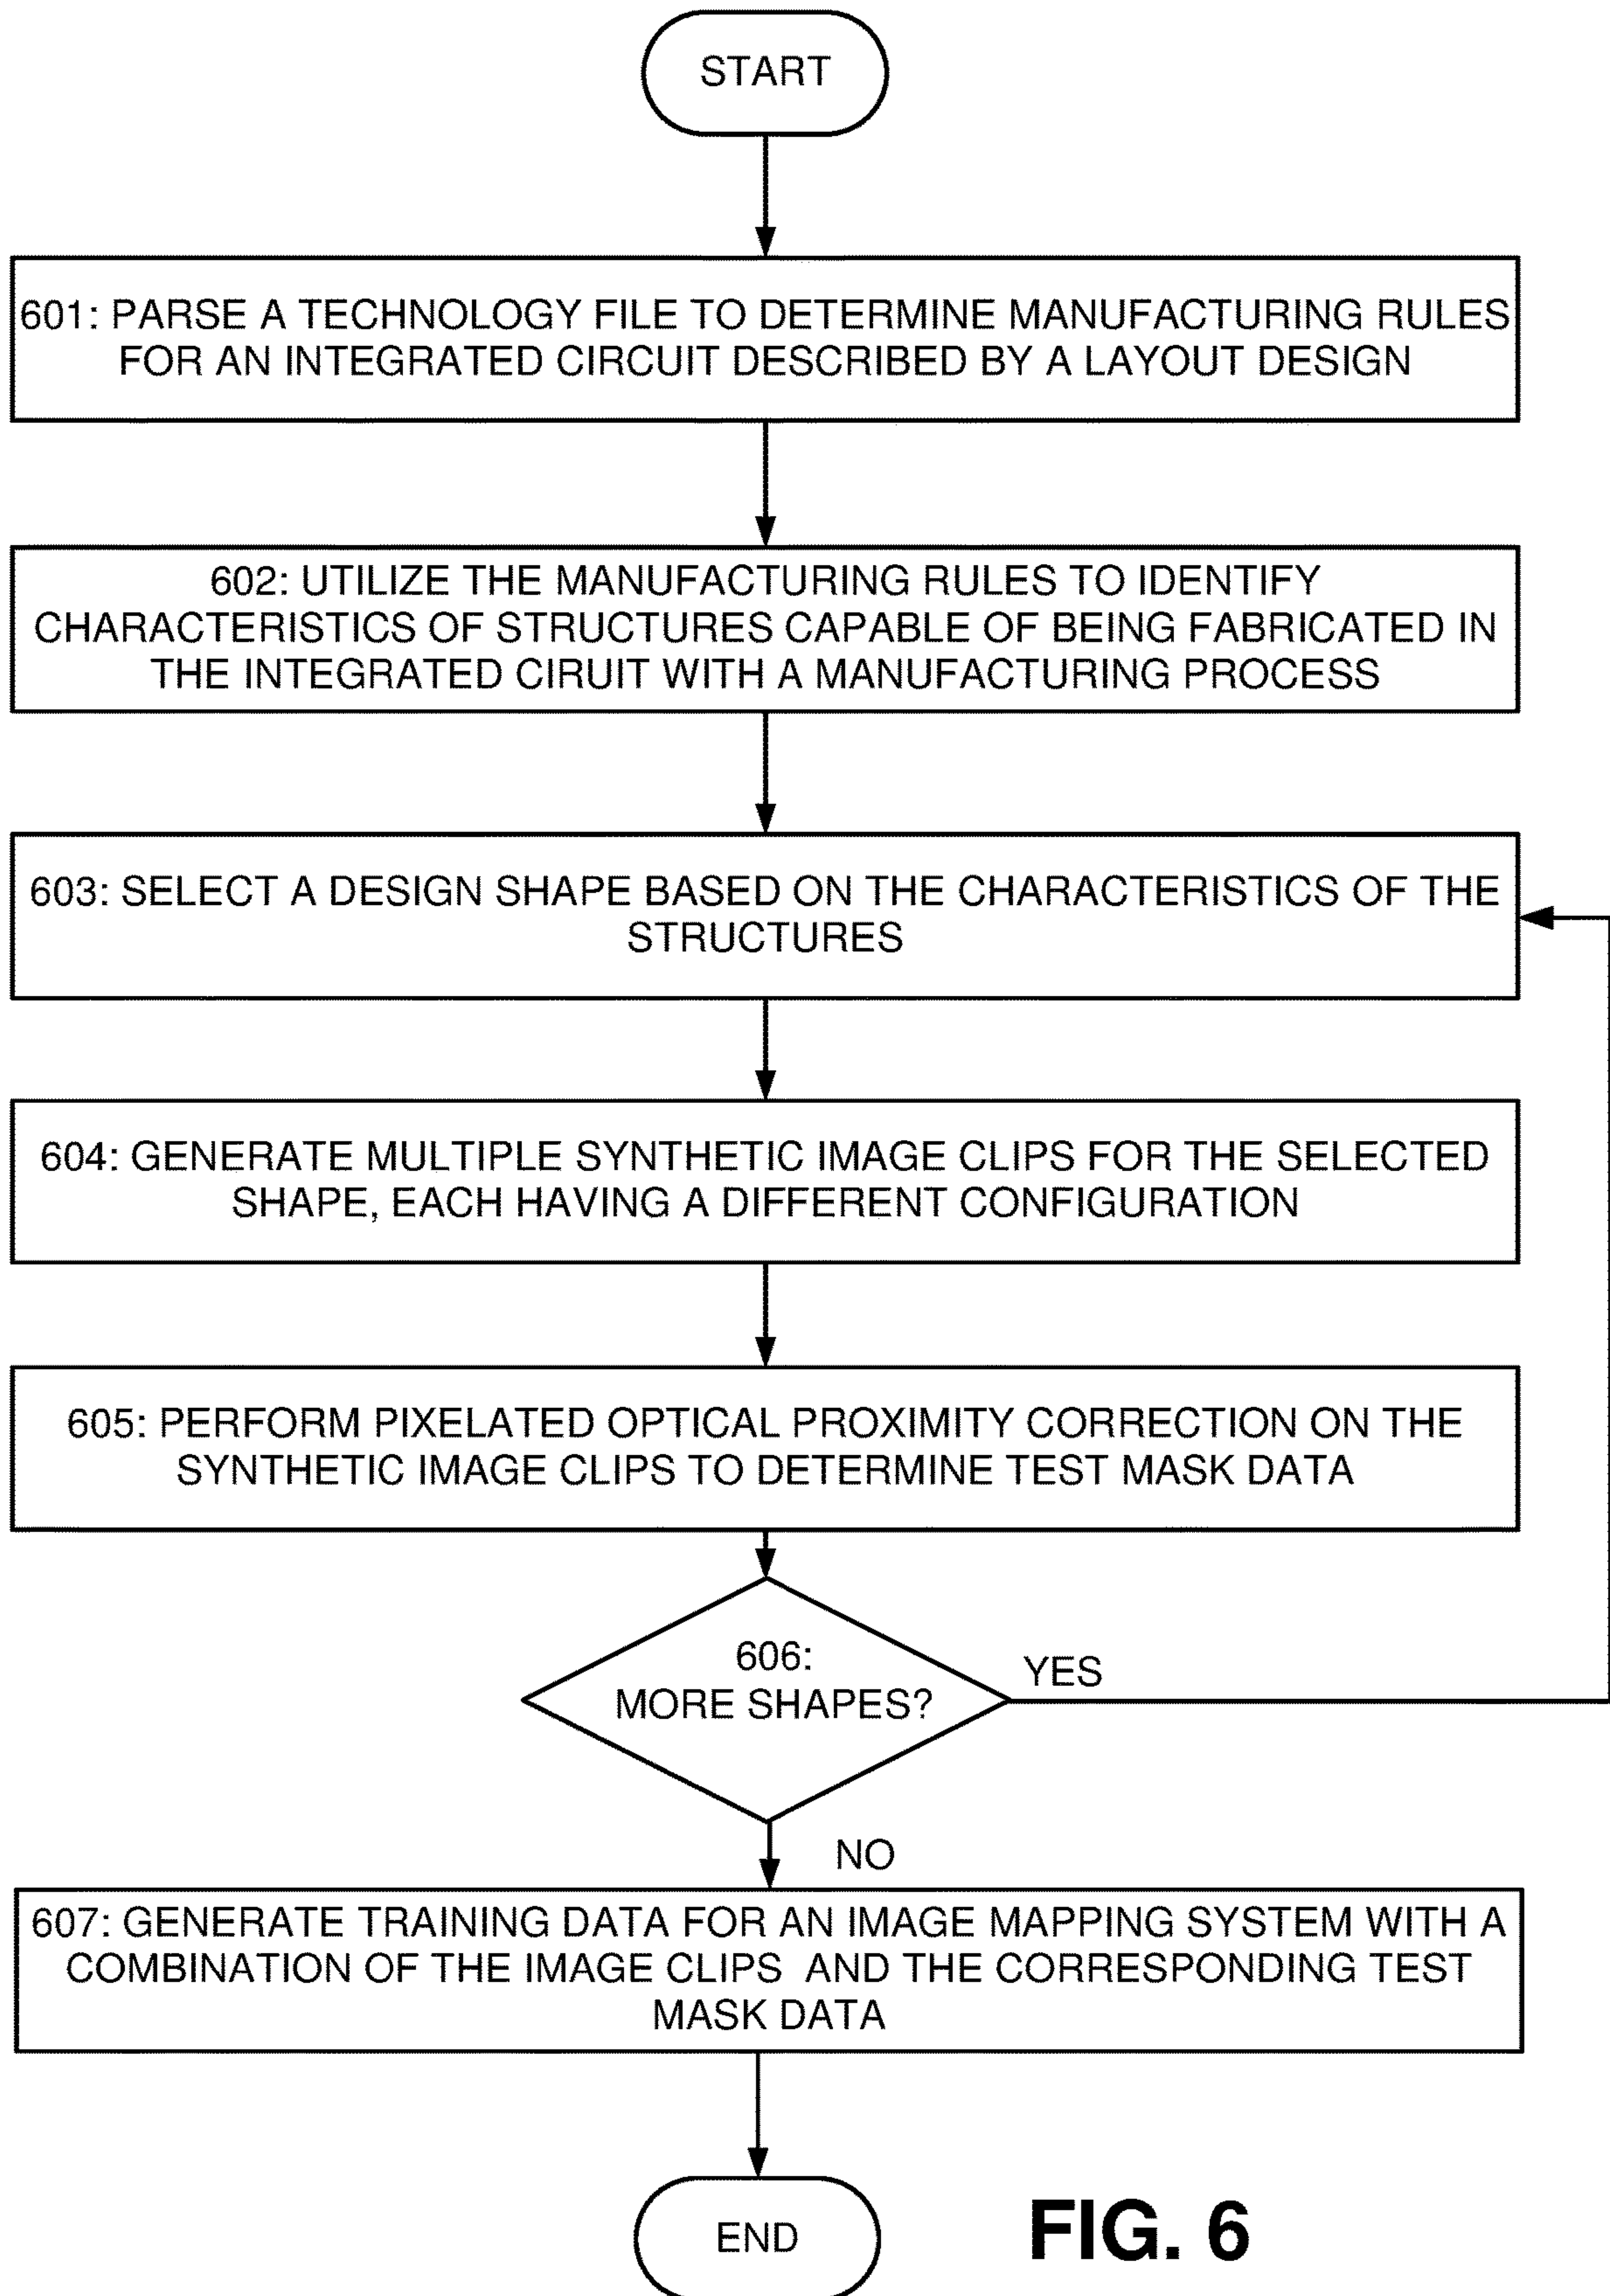 START
601: PARSE A TECHNOLOGY FILE TO DETERMINE MANUFACTURING RULES
FOR AN INTEGRATED CIRCUIT DESCRIBED BY A LAYOUT DESIGN
602: UTILIZE THE MANUFACTURING RULES TO IDENTIFY
CHARACTERISTICS OF STRUCTURES CAPABLE OF BEING FABRICATED IN
THE INTEGRATED CIRUIT WITH A MANUFACTURING PROCESS
603: SELECT A DESIGN SHAPE BASED ON THE CHARACTERISTICS OF THE
STRUCTURES
604: GENERATE MULTIPLE SYNTHETIC IMAGE CLIPS FOR THE SELECTED
SHAPE, EACH HAVING A DIFFERENT CONFIGURATION
605: PERFORM PIXELATED OPTICAL PROXIMITY CORRECTION ON THE
SYNTHETIC IMAGE CLIPS TO DETERMINE TEST MASK DATA
606:
MORE SHAPES?
YES
NO
607: GENERATE TRAINING DATA FOR AN IMAGE MAPPING SYSTEM WITH A
COMBINATION OF THE IMAGE CLIPS AND THE CORRESPONDING TEST
MASK DATA
END
FIG. 6